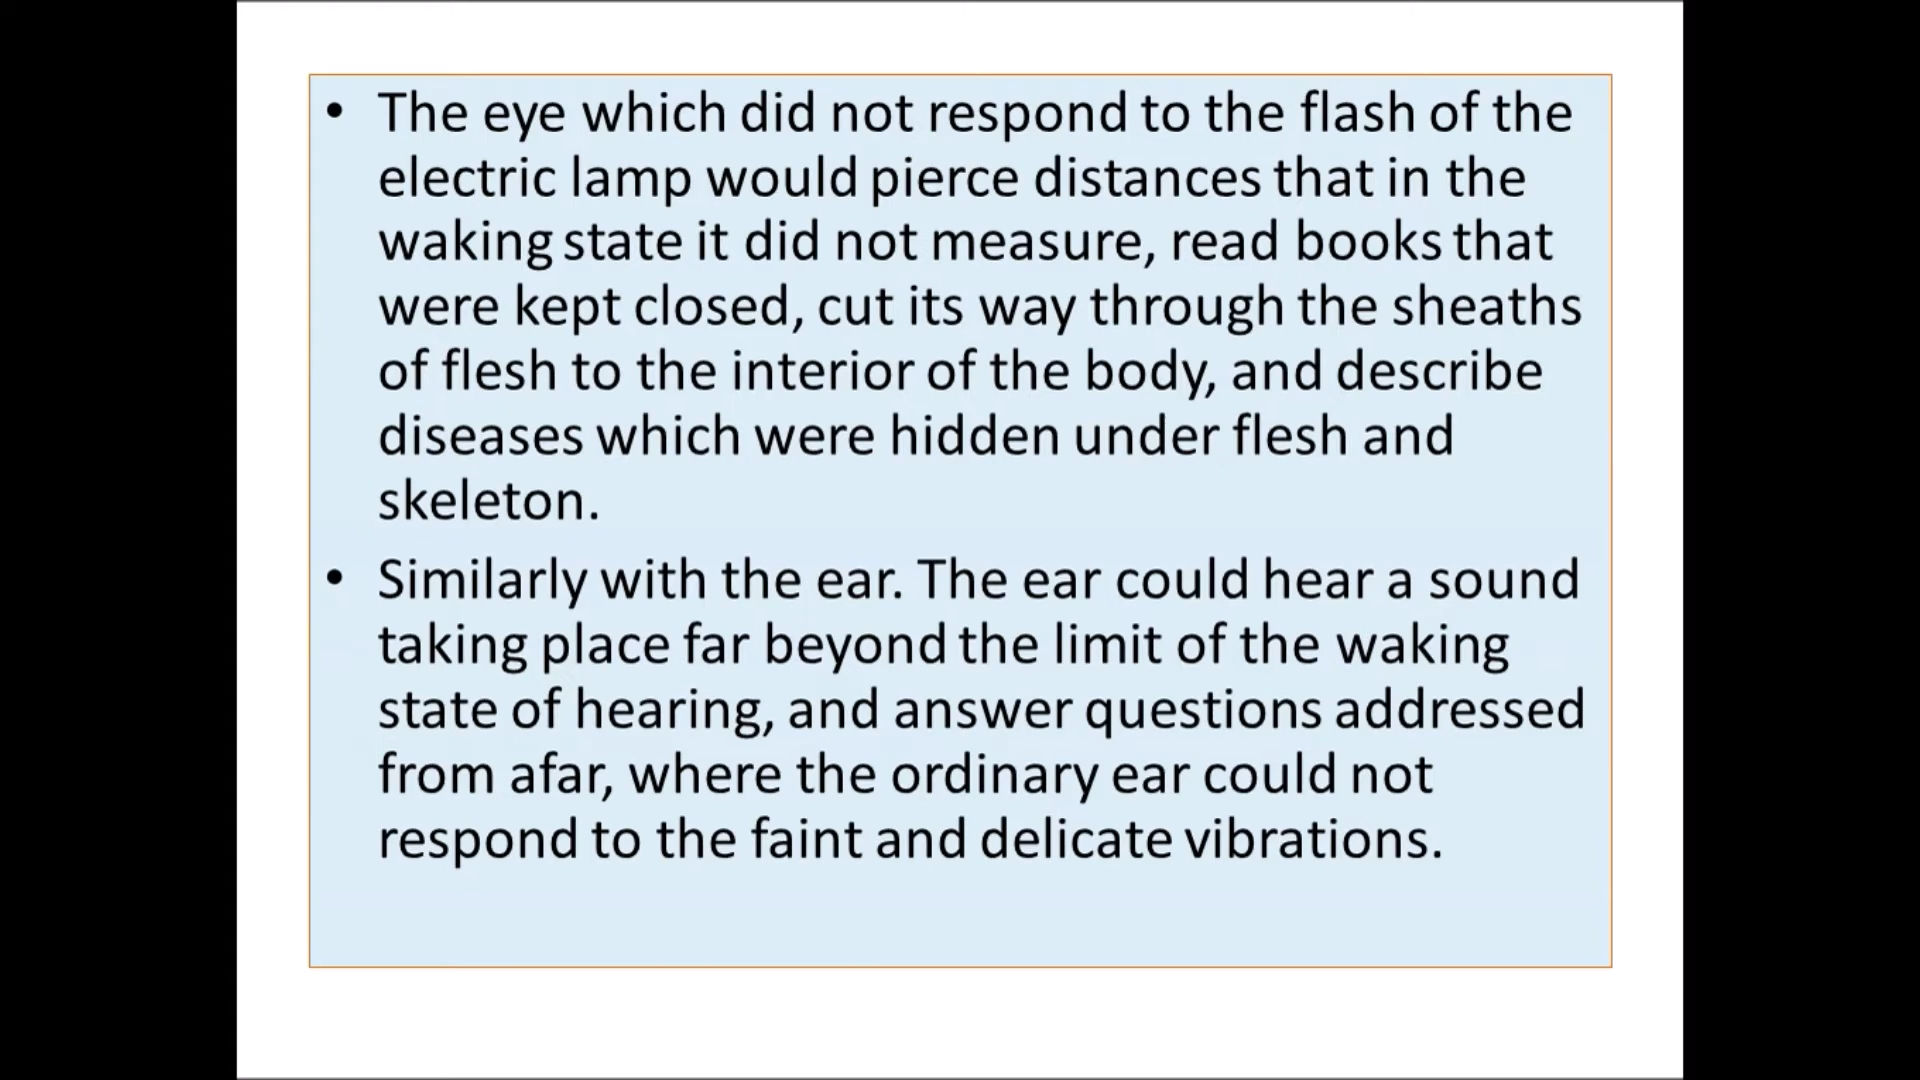 • The eye which did not respond to the flash of the
electric lamp would pierce distances that in the
waking state it did not measure, read books that
were kept closed, cut its way through the sheaths
of flesh to the interior of the body, and describe
diseases which were hidden under flesh and
skeleton.
• Similarly with the ear. The ear could hear a sound
taking place far beyond the limit of the waking
state of hearing, and answer questions addressed
from afar, where the ordinary ear could not
respond to the faint and delicate vibrations.